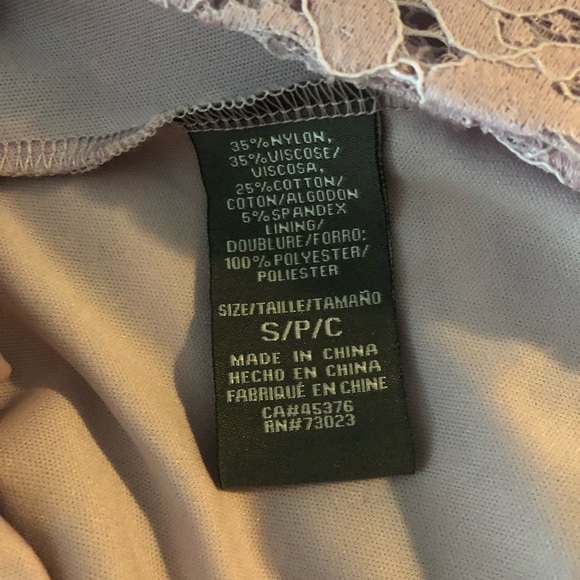 35% NYLON,
35% VISCOSE/
VISCOSA,
25% COTTON/
COTON/ALGODON
5% SPANDEX
LINING/
DOUBLURE/FORRO:
100% POLYESTER/
POLIESTER
SIZE/TAILLE/TAMAÑO
S/P/C
MADE IN CHINA
HECHO EN CHINA
FABRIQUÉ EN CHINE
CA#45376
RN#73023